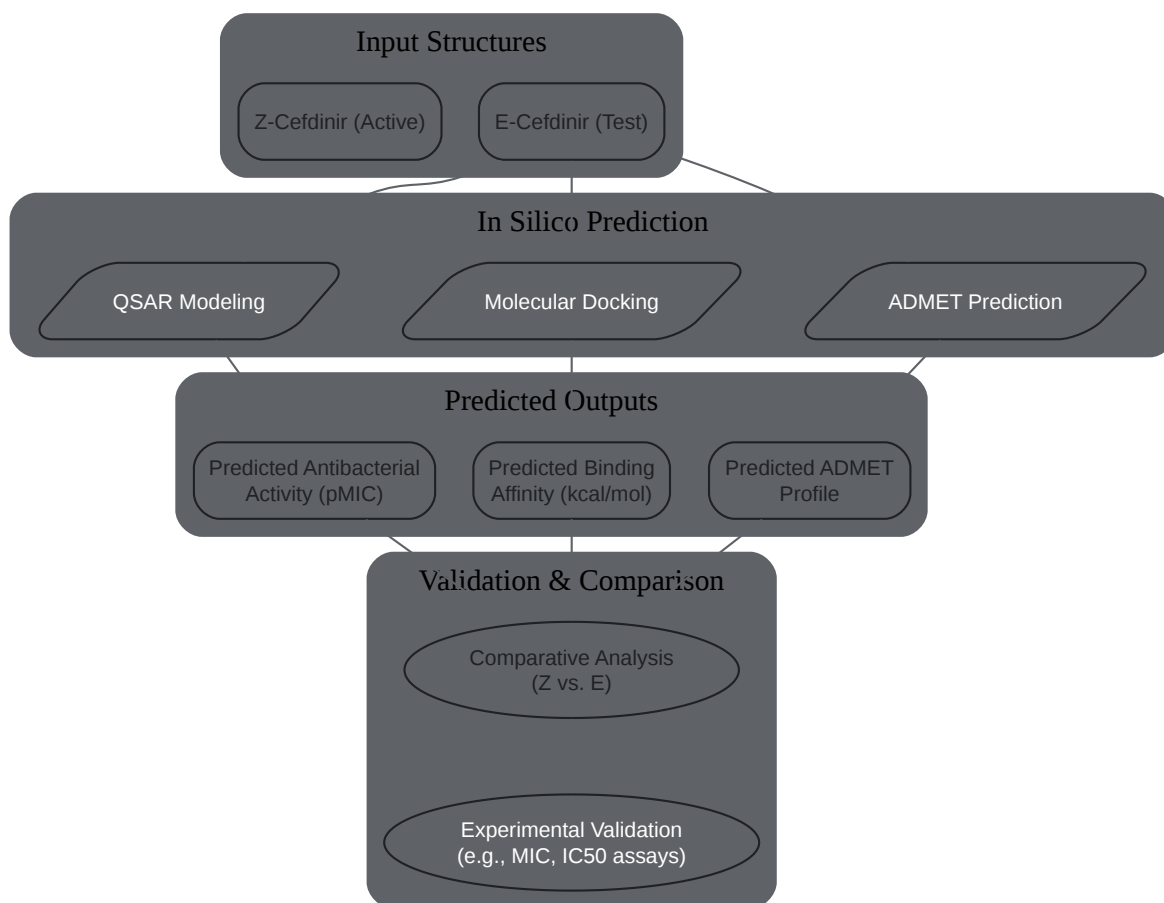 Input Structures
Z-Cefdinir (Active)
E-Cefdinir (Test)
In Silico Prediction
QSAR Modeling
Molecular Docking
ADMET Prediction
Predicted Outputs
Predicted Antibacterial
Activity (pMIC)
Predicted Binding
Affinity (kcal/mol)
Predicted ADMET
Profile
Validation & Comparison
Comparative Analysis
(Z vs. E)
Experimental Validation
(e.g., MIC, IC50 assays)